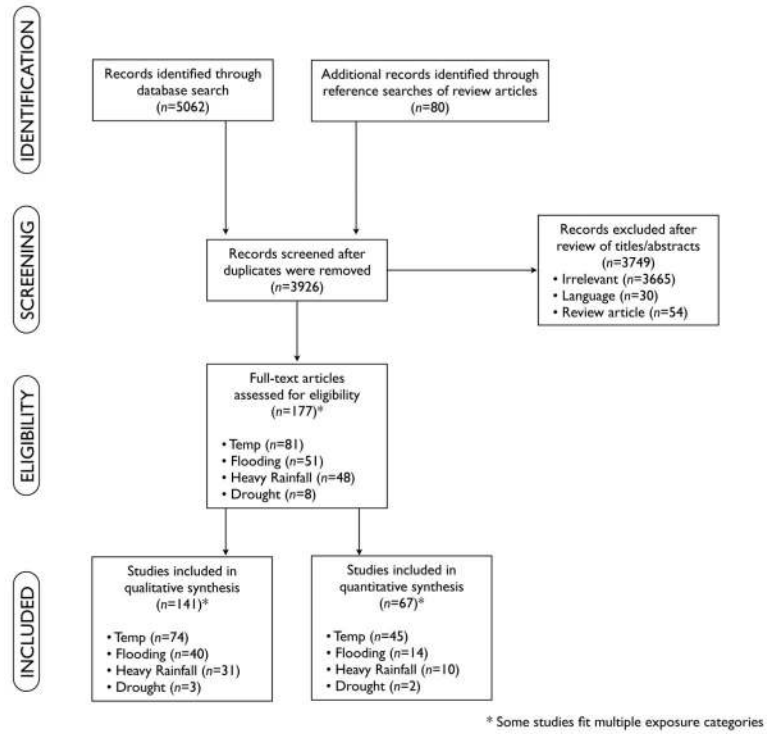 IDENTIFICATION
Records identified through
database search
(n=5062)
Additional records identified through
reference searches of review articles
(n=80)
SCREENING
Records screened after
duplicates were removed
(n=3926)
Records excluded after
review of titles/abstracts
(n=3749)
• Irrelevant (n=3665)
• Language (n=30)
• Review article (n=54)
ELIGIBILITY
Full-text articles
assessed for eligibility
(n=177)*
• Temp (n=81)
• Flooding (n=51)
• Heavy Rainfall (n=48)
• Drought (n=8)
INCLUDED
Studies included in
qualitative synthesis
(n=141)*
• Temp (n=74)
• Flooding (n=40)
• Heavy Rainfall (n=31)
• Drought (n=3)
Studies included in
quantitative synthesis
(n=67)*
• Temp (n=45)
• Flooding (n=14)
• Heavy Rainfall (n=10)
• Drought (n=2)
* Some studies fit multiple exposure categories